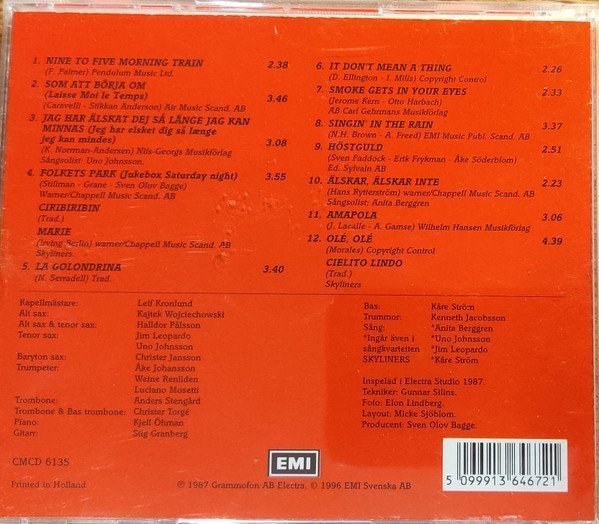 1. NINE TO FIVE MORNING TRAIN 2.38
(F. Palmer) Pendulum Music Ltd.
2. SOM ATT BÖRJA OM
(Laisse Moi le Temps) 3.46
(Caravelli - Stikkan Anderson) Air Music Scand. AB
3. JAG HAR ÄLSKAT DEJ SÅ LÄNGE JAG KAN
MINNAS (Jeg har elsket dig så længe
jeg kan mindes) 3.08
(K. Norrman-Andersen) Nils-Georgs Musikförlag
Sångsolist: Uno Johnsson.
4. FOLKETS PARK (Jukebox Saturday night) 3.55
(Stillman - Grane - Sven Olov Bagge)
Warner/Chappell Music Scand. AB
CIRIBIRIBIN
(Trad.)
MARIE
(Irving Berlin) warner/Chappell Music Scand. AB
Skyliners.
5. LA GOLONDRINA 3.40
(N. Serradell) Trad.
6. IT DON'T MEAN A THING 2.26
(D. Ellington - I. Mills) Copyright Control
7. SMOKE GETS IN YOUR EYES 2.33
(Jerome Kern - Otto Harbach)
AB Carl Gehrmans Musikförlag
8. SINGIN' IN THE RAIN 3.37
(N.H. Brown - A. Freed) EMI Music Publ. Scand. AB
9. HÖSTGULD 2.51
(Sven Paddock - Erik Frykman - Åke Söderblom)
Ed. Sylvain AB
10. ÄLSKAR, ÄLSKAR INTE 2.23
(Hans Rytterström) warner/Chappell Music Scand. AB
Sångsolist: Anita Berggren
11. AMAPOLA 3.06
(J. Lacalle - A. Gamse) Wilhelm Hansen Musikförlag
12. OLÉ, OLÉ 4.39
(Morales) Copyright Control
CIELITO LINDO
(Trad.)
Skyliners
Kapellmästare: Leif Kronlund
Alt sax: Kajtek Wojciechowski
Alt sax & tenor sax: Halldor Pálsson
Tenor sax: Jim Leopardo
Uno Johnsson
Baryton sax: Christer Jansson
Trumpeter: Åke Johansson
Weine Renliden
Luciano Mosetti
Trombone: Anders Stengård
Trombone & Bas trombone: Christer Torgé
Piano: Kjell Öhman
Gitarr: Stig Granberg
Bas: Kåre Ström
Trummor: Kenneth Jacobsson
Sång: *Anita Berggren
*Ingår även i *Uno Johnsson
sångkvartetten *Jim Leopardo
SKYLINERS *Kåre Ström
Inspelad i Electra Studio 1987.
Tekniker: Gunnar Silins.
Foto: Elon Lindberg.
Layout: Micke Sjöblom.
Producent: Sven Olov Bagge.
CMCD 6135
Printed in Holland
EMI
℗ 1987 Grammofon AB Electra. © 1996 EMI Svenska AB
5 099913 646721